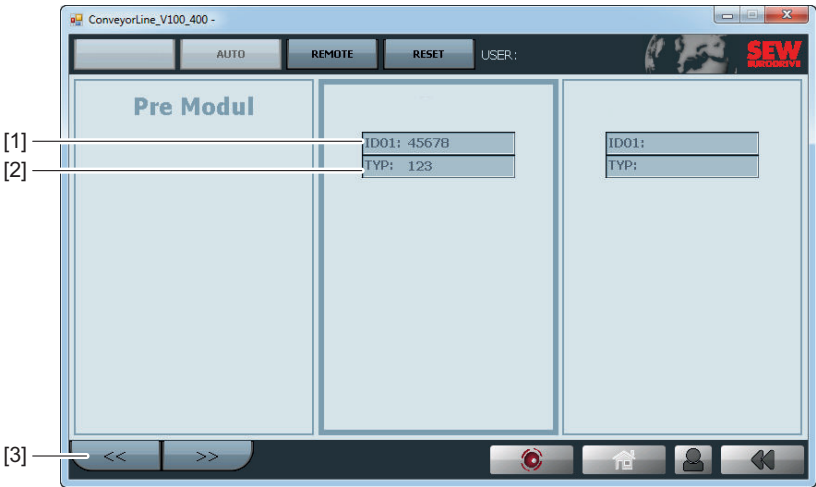 ConveyorLine_V100_400 -
AUTO REMOTE RESET USER:
SEW
EURODRIVE
Pre Modul
[1]
ID01: 45678
ID01:
[2]
TYP: 123
TYP:
[3]
<< >>